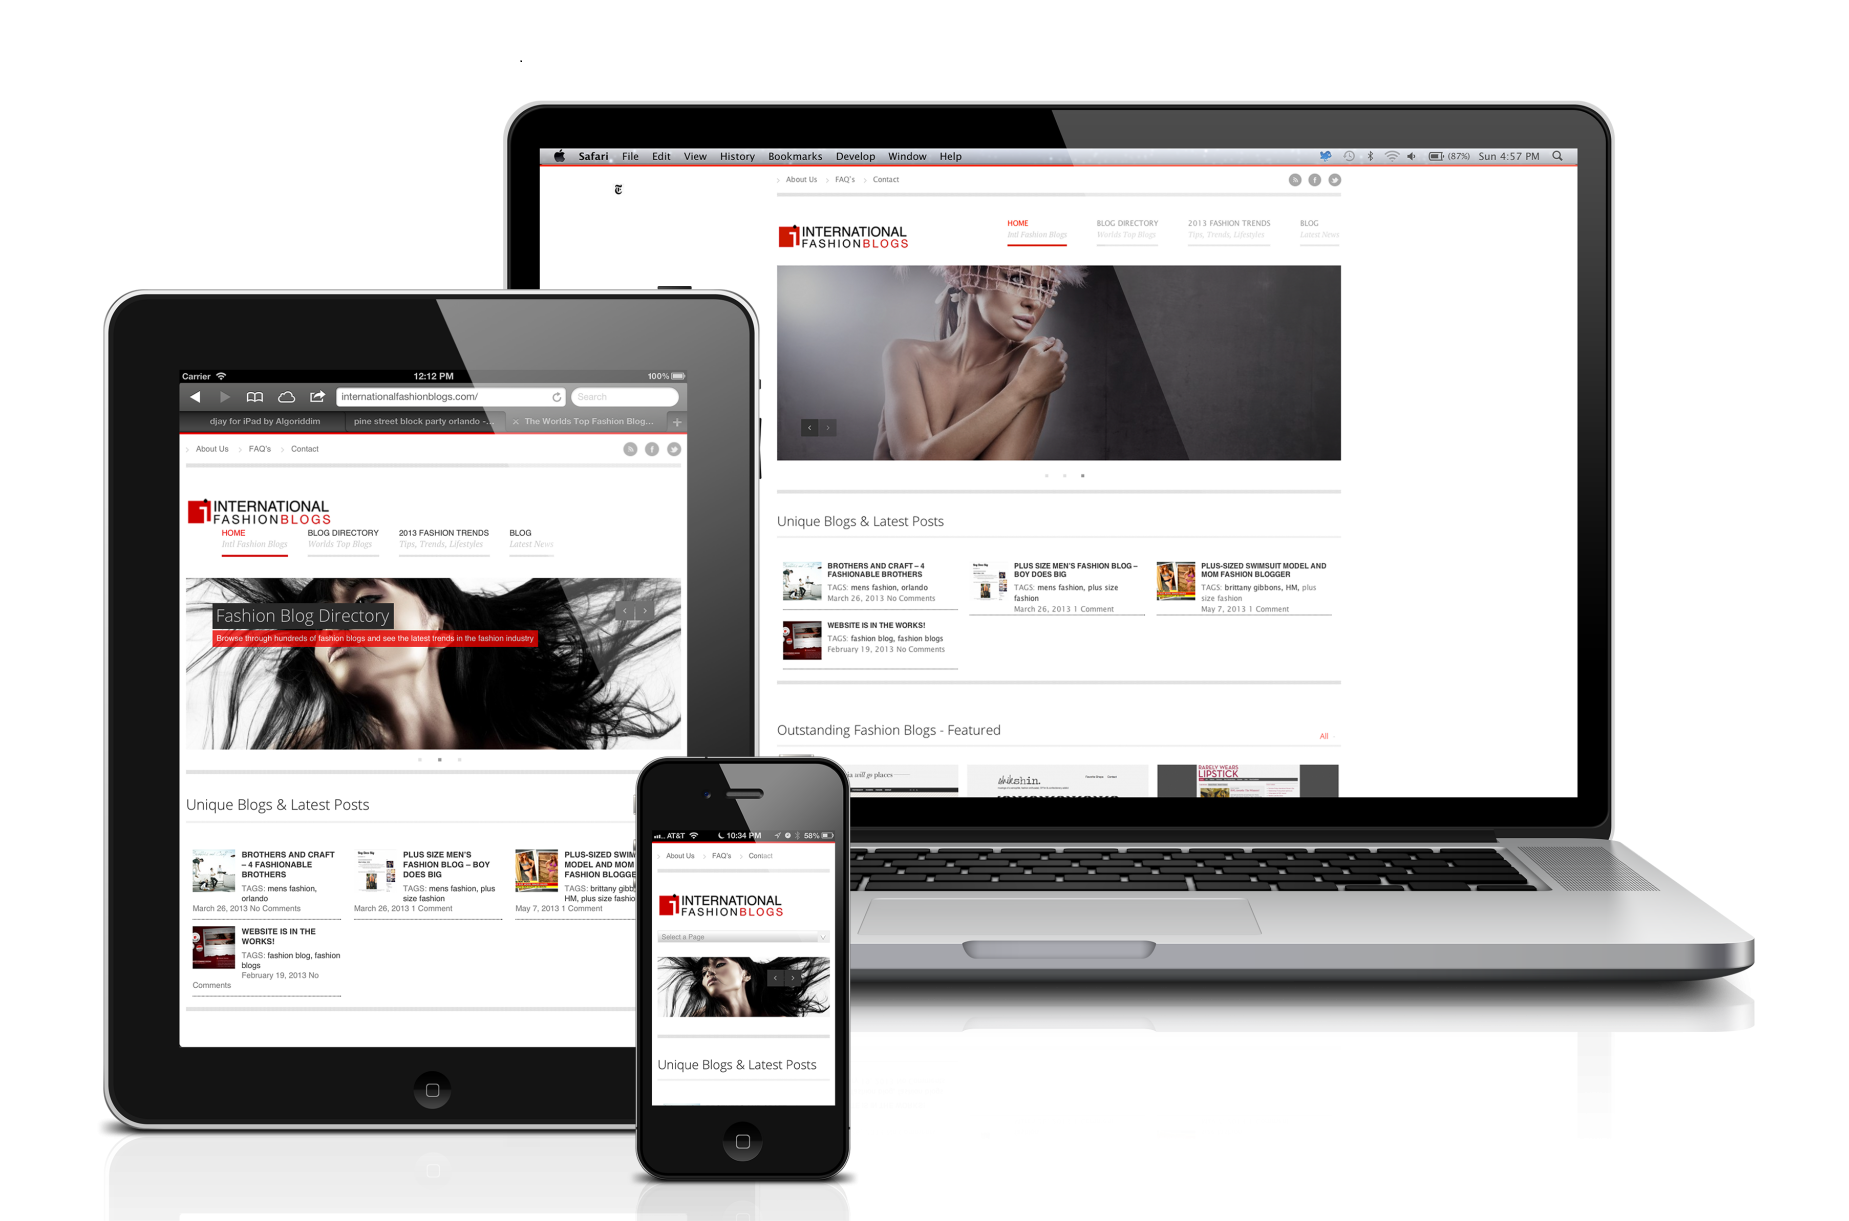 Safari File Edit View History Bookmarks Develop Window Help
(87%) Sun 4:57 PM
About Us FAQ's Contact
INTERNATIONAL
FASHIONBLOGS
HOME BLOG DIRECTORY 2013 FASHION TRENDS BLOG
Intl Fashion Blogs Worlds Top Blogs Tips, Trends, Lifestyles Latest News
Unique Blogs & Latest Posts
BROTHERS AND CRAFT – 4
FASHIONABLE BROTHERS
TAGS: mens fashion, orlando
March 26, 2013 No Comments
PLUS SIZE MEN'S FASHION BLOG –
BOY DOES BIG
TAGS: mens fashion, plus size
fashion
March 26, 2013 1 Comment
PLUS-SIZED SWIMSUIT MODEL AND
MOM FASHION BLOGGER
TAGS: brittany gibbons, HM, plus
size fashion
May 7, 2013 1 Comment
WEBSITE IS IN THE WORKS!
TAGS: fashion blog, fashion blogs
February 19, 2013 No Comments
Outstanding Fashion Blogs - Featured
All
will go places
shin.
RARELY WEARS
LIPSTICK
Carrier 12:12 PM 100%
internationalfashionblogs.com/ Search
djay for iPad by Algoriddim pine street block party orlando -... The Worlds Top Fashion Blog...
About Us FAQ's Contact
INTERNATIONAL
FASHIONBLOGS
HOME BLOG DIRECTORY 2013 FASHION TRENDS BLOG
Intl Fashion Blogs Worlds Top Blogs Tips, Trends, Lifestyles Latest News
Fashion Blog Directory
Browse through hundreds of fashion blogs and see the latest trends in the fashion industry
Unique Blogs & Latest Posts
BROTHERS AND CRAFT
– 4 FASHIONABLE
BROTHERS
TAGS: mens fashion,
orlando
March 26, 2013 No Comments
PLUS SIZE MEN'S
FASHION BLOG – BOY
DOES BIG
TAGS: mens fashion, plus
size fashion
March 26, 2013 1 Comment
PLUS-SIZED SWIM
MODEL AND MOM
FASHION BLOGGE
TAGS: brittany gibb
HM, plus size fashio
May 7, 2013 1 Comment
WEBSITE IS IN THE
WORKS!
TAGS: fashion blog, fashion
blogs
February 19, 2013 No
Comments
AT&T 10:34 PM 58%
About Us FAQ's Contact
INTERNATIONAL
FASHIONBLOGS
Select a Page
Unique Blogs & Latest Posts